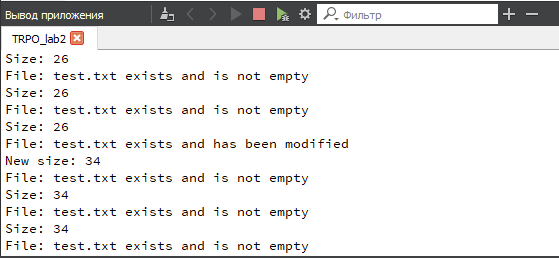 Вывод приложения
Фильтр
TRPO_lab2
Size: 26
File: test.txt exists and is not empty
Size: 26
File: test.txt exists and is not empty
Size: 26
File: test.txt exists and has been modified
New size: 34
File: test.txt exists and is not empty
Size: 34
File: test.txt exists and is not empty
Size: 34
File: test.txt exists and is not empty